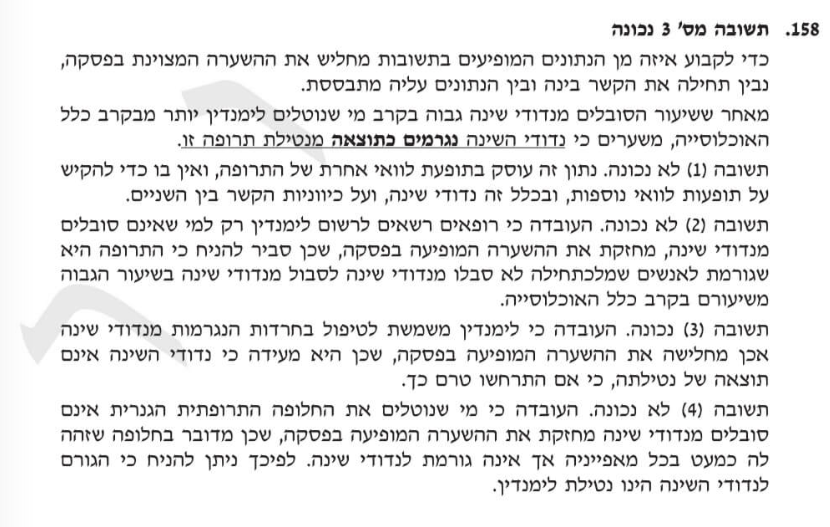 158. תשובה מס' 3 נכונה
כדי לקבוע איזה מן הנתונים המופיעים בתשובות מחליש את ההשערה המצוינת בפסקה,
נבין תחילה את הקשר בינה ובין הנתונים עליה מתבססת.
מאחר ששיעור הסובלים מנדודי שינה גבוה בקרב מי שנוטלים לימנדין יותר מבקרב כלל
האוכלוסייה, משערים כי נדודי השינה נגרמים כתוצאה מנטילת תרופה זו.
תשובה (1) לא נכונה. נתון זה עוסק בתופעת לוואי אחרת של התרופה, ואין בו כדי להקיש
על תופעות לוואי נוספות, ובכלל זה נדודי שינה, ועל כיווניות הקשר בין השניים.
תשובה (2) לא נכונה. העובדה כי רופאים רשאים לרשום לימנדין רק למי שאינם סובלים
מנדודי שינה, מחזקת את ההשערה המופיעה בפסקה, שכן סביר להניח כי התרופה היא
שגורמת לאנשים שמלכתחילה לא סבלו מנדודי שינה לסבול מנדודי שינה בשיעור הגבוה
משיעורם בקרב כלל האוכלוסייה.
תשובה (3) נכונה. העובדה כי לימנדין משמשת לטיפול בחרדות הנגרמות מנדודי שינה
אכן מחלישה את ההשערה המופיעה בפסקה, שכן היא מעידה כי נדודי השינה אינם
תוצאה של נטילתה, כי אם התרחשו טרם כך.
תשובה (4) לא נכונה. העובדה כי מי שנוטלים את החלופה התרופתית הגנרית אינם
סובלים מנדודי שינה מחזקת את ההשערה המופיעה בפסקה, שכן מדובר בחלופה שזהה
לה כמעט בכל מאפייניה אך אינה גורמת לנדודי שינה. לפיכך ניתן להניח כי הגורם
לנדודי השינה הינו נטילת לימנדין.